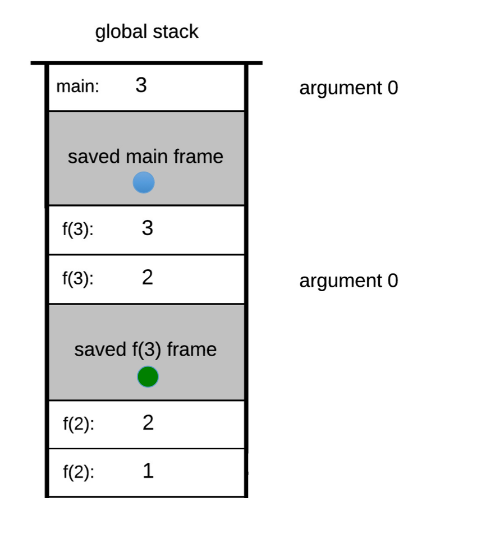 global stack
main: 3 argument 0
saved main frame
f(3): 3
f(3): 2 argument 0
saved f(3) frame
f(2): 2
f(2): 1